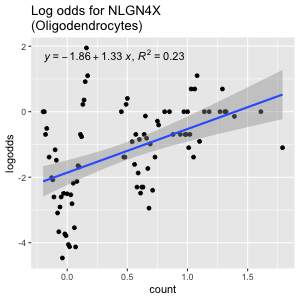 Log odds for NLGN4X
(Oligodendrocytes)
y = −1.86 + 1.33 x, R² = 0.23
logodds
2
0
-2
-4
0.0 0.5 1.0 1.5
count